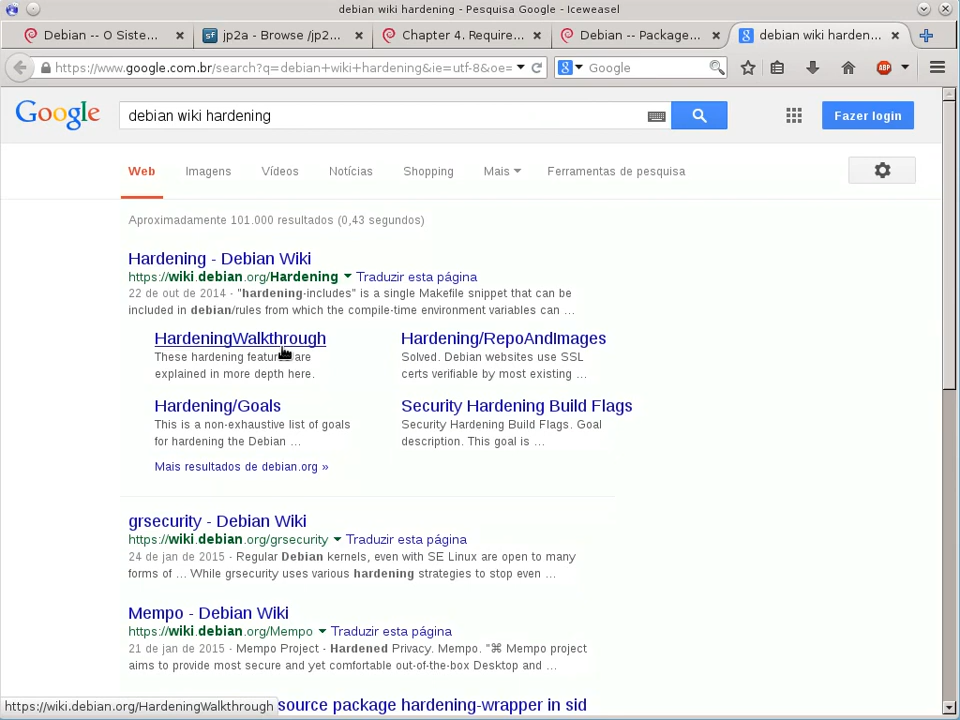 debian wiki hardening - Pesquisa Google - Iceweasel
Debian -- O Siste... jp2a - Browse /jp2... Chapter 4. Require... Debian -- Package... debian wiki harden...
https://www.google.com.br/search?q=debian+wiki+hardening&ie=utf-8&oe= Google ABP
Google debian wiki hardening Fazer login
Web Imagens Vídeos Notícias Shopping Mais Ferramentas de pesquisa
Aproximadamente 101.000 resultados (0,43 segundos)
Hardening - Debian Wiki
https://wiki.debian.org/Hardening Traduzir esta página
22 de out de 2014 - "hardening-includes" is a single Makefile snippet that can be
included in debian/rules from which the compile-time environment variables can ...
HardeningWalkthrough
These hardening features are
explained in more depth here.
Hardening/RepoAndImages
Solved. Debian websites use SSL
certs verifiable by most existing ...
Hardening/Goals
This is a non-exhaustive list of goals
for hardening the Debian ...
Security Hardening Build Flags
Security Hardening Build Flags. Goal
description. This goal is ...
Mais resultados de debian.org »
grsecurity - Debian Wiki
https://wiki.debian.org/grsecurity Traduzir esta página
24 de jan de 2015 - Regular Debian kernels, even with SE Linux are open to many
forms of ... While grsecurity uses various hardening strategies to stop even ...
Mempo - Debian Wiki
https://wiki.debian.org/Mempo Traduzir esta página
21 de jan de 2015 - Mempo Project - Hardened Privacy. Mempo. "⌘ Mempo project
aims to provide most secure and yet comfortable out-of-the-box Desktop and ...
source package hardening-wrapper in sid
https://wiki.debian.org/HardeningWalkthrough